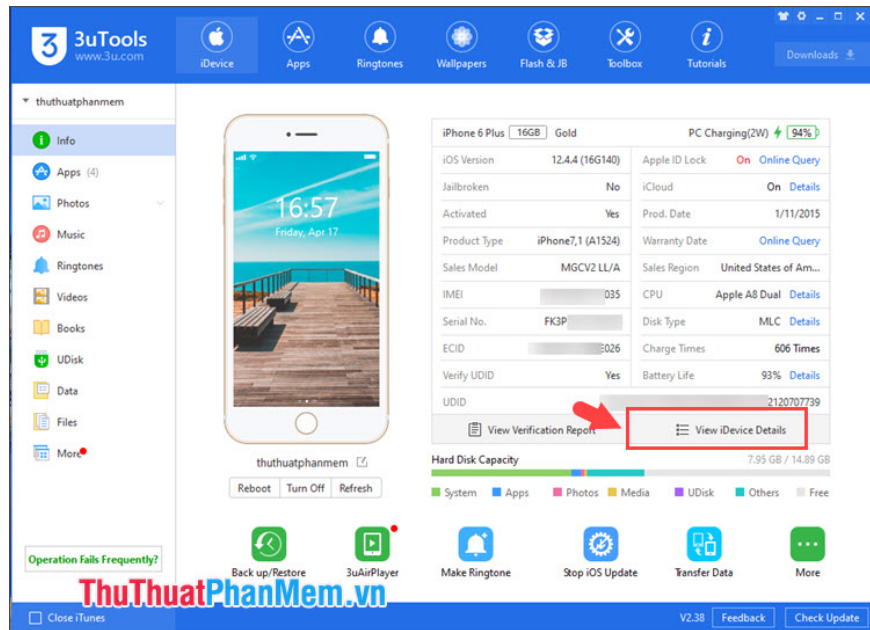 3uTools
www.3u.com
iDevice
Apps
Ringtones
Wallpapers
Flash & JB
Toolbox
Tutorials
Downloads
thuthuatphanmem
Info
Apps (4)
Photos
Music
Ringtones
Videos
Books
UDisk
Data
Files
More
Operation Fails Frequently?
16:57
Friday, Apr 17
thuthuatphanmem
Reboot Turn Off Refresh
iPhone 6 Plus 16GB Gold PC Charging(2W) 94%
iOS Version 12.4.4 (16G140) Apple ID Lock On Online Query
Jailbroken No iCloud On Details
Activated Yes Prod. Date 1/11/2015
Product Type iPhone7,1 (A1524) Warranty Date Online Query
Sales Model MGCV2 LL/A Sales Region United States of Am...
IMEI 035 CPU Apple A8 Dual Details
Serial No. FK3P Disk Type MLC Details
ECID E026 Charge Times 606 Times
Verify UDID Yes Battery Life 93% Details
UDID 2120707739
View Verification Report View iDevice Details
Hard Disk Capacity 7.95 GB / 14.89 GB
System Apps Photos Media UDisk Others Free
Back up/Restore
3uAirPlayer
Make Ringtone
Stop iOS Update
Transfer Data
More
ThuThuatPhanMem.vn
Close iTunes
V2.38 Feedback Check Update